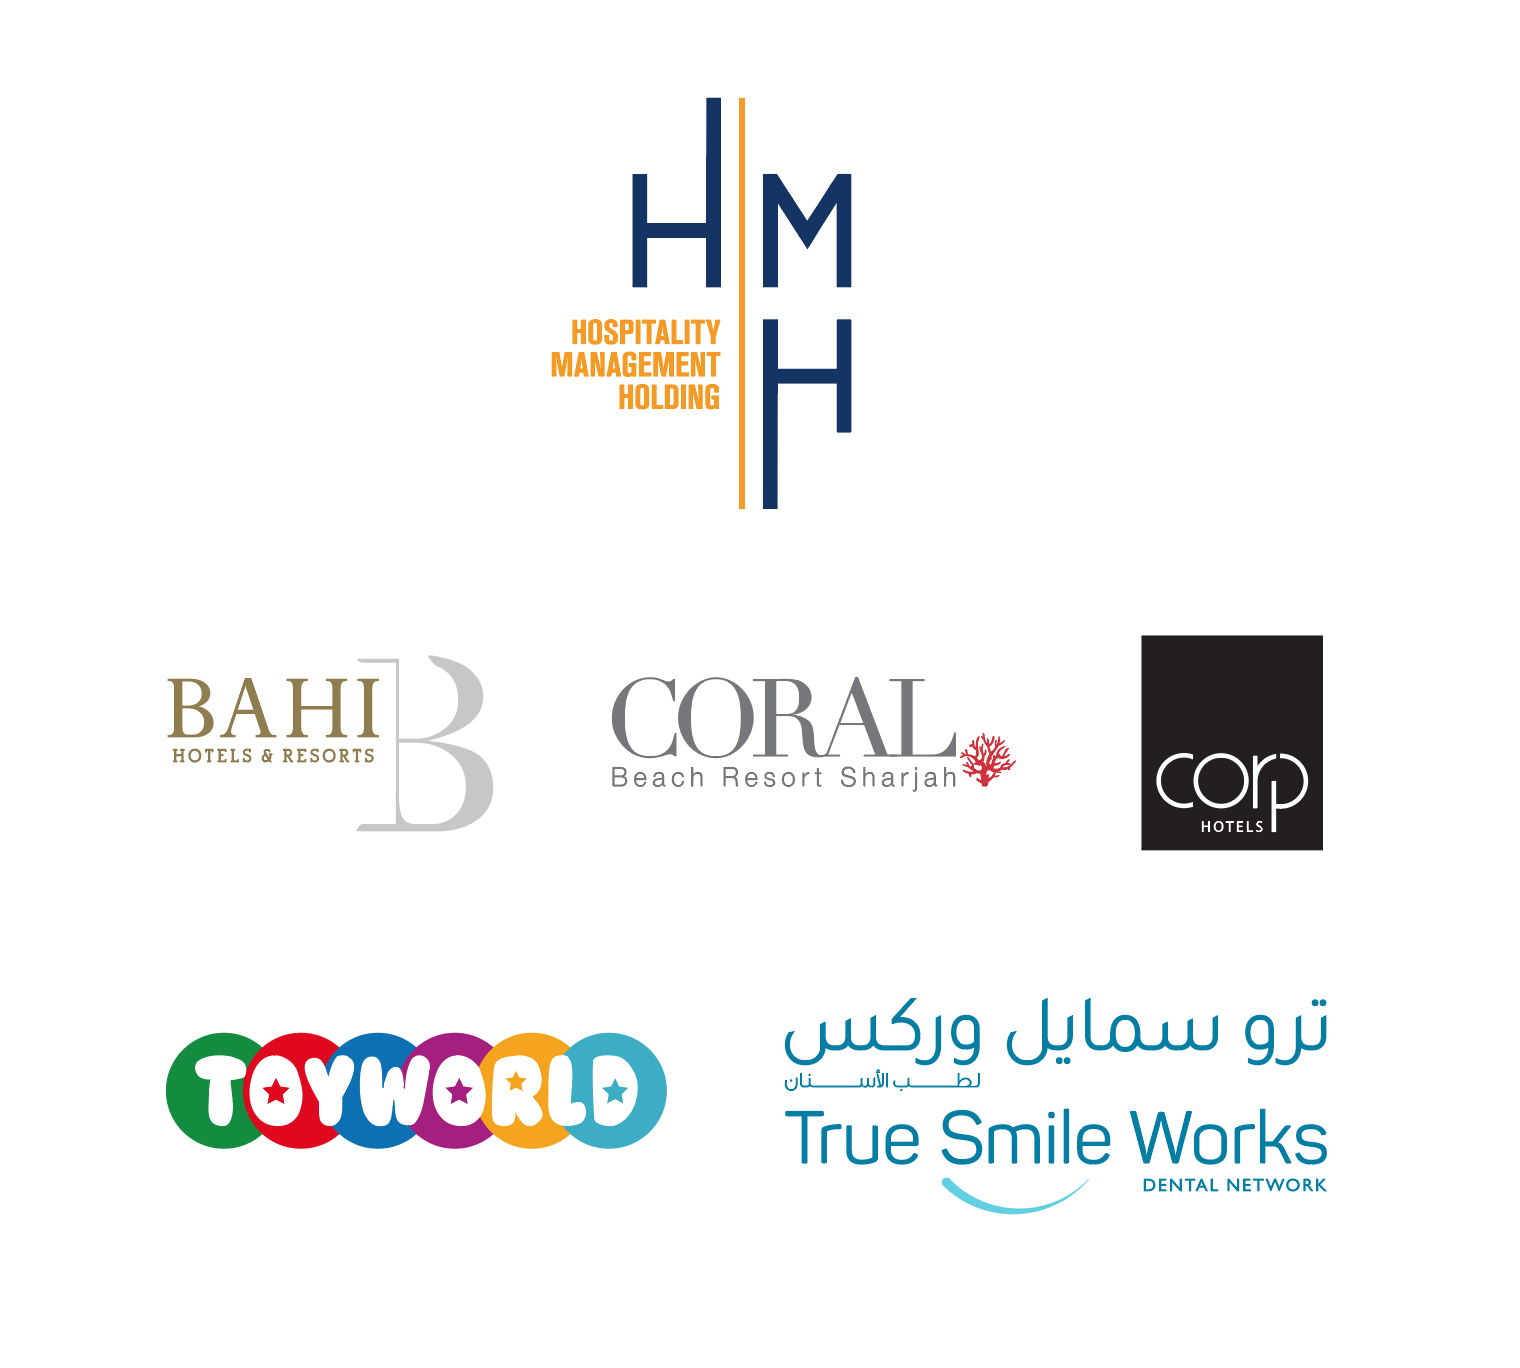 HMH
HOSPITALITY
MANAGEMENT
HOLDING
BAHI B
HOTELS & RESORTS
CORAL
Beach Resort Sharjah
corp
HOTELS
TOYWORLD
ترو سمايل وركس
لطب الأسنان
True Smile Works
DENTAL NETWORK